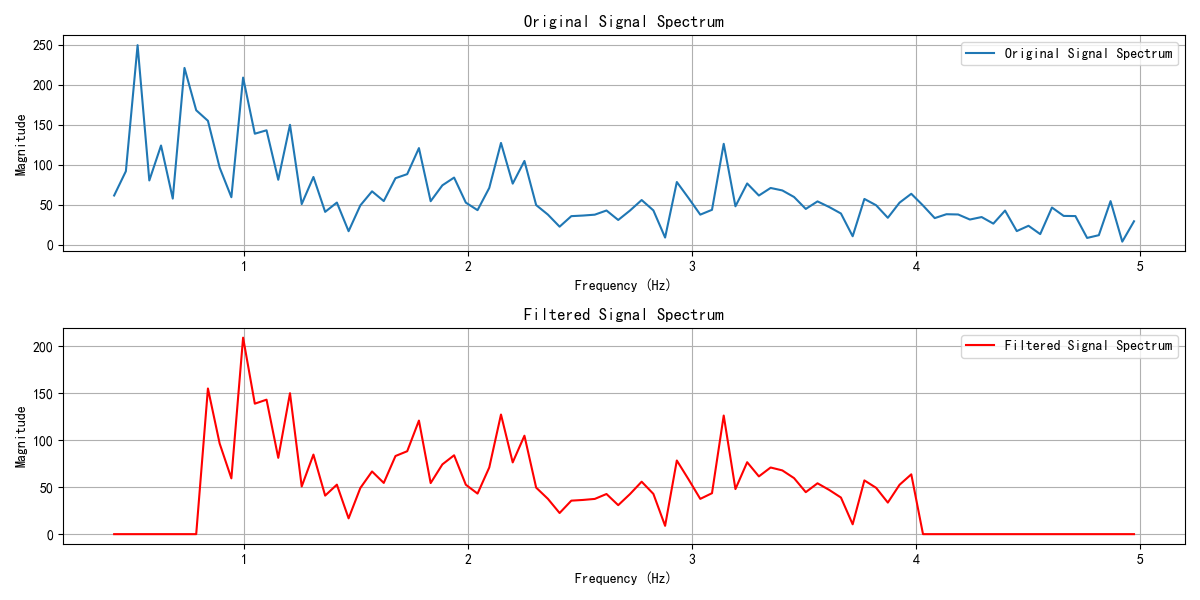 Original Signal Spectrum
250
200
150
100
50
0
Magnitude
Original Signal Spectrum
1
2
3
4
5
Frequency (Hz)
Filtered Signal Spectrum
200
150
100
50
0
Magnitude
Filtered Signal Spectrum
1
2
3
4
5
Frequency (Hz)